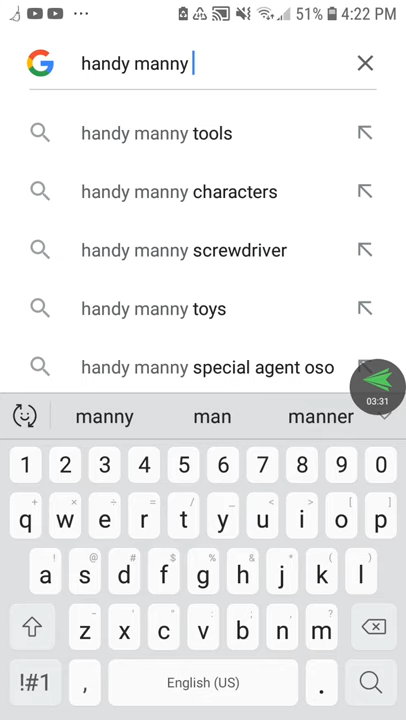 51% 4:22 PM
G handy manny
handy manny tools
handy manny characters
handy manny screwdriver
handy manny toys
handy manny special agent oso
03:31
manny man manner
1 2 3 4 5 6 7 8 9 0
+ × ÷ = / _ < > [ ]
q w e r t y u i o p
! @ # $ % ^ & * ( )
a s d f g h j k l
- ' " : ; , ?
z x c v b n m
!#1 , English (US) .